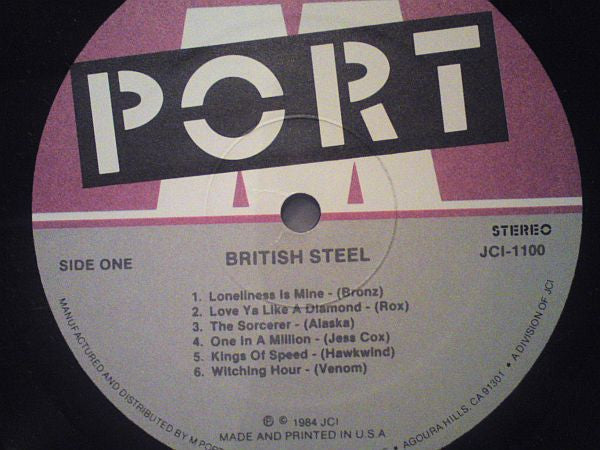 M
PORT
STEREO
SIDE ONE
BRITISH STEEL
JCI-1100
1. Loneliness Is Mine - (Bronz)
2. Love Ya Like A Diamond - (Rox)
3. The Sorcerer - (Alaska)
4. One In A Million - (Jess Cox)
5. Kings Of Speed - (Hawkwind)
6. Witching Hour - (Venom)
℗ © 1984 JCI
MADE AND PRINTED IN U.S.A.
MANUFACTURED AND DISTRIBUTED BY M PORT
AGOURA HILLS, CA 91301 • A DIVISION OF JCI